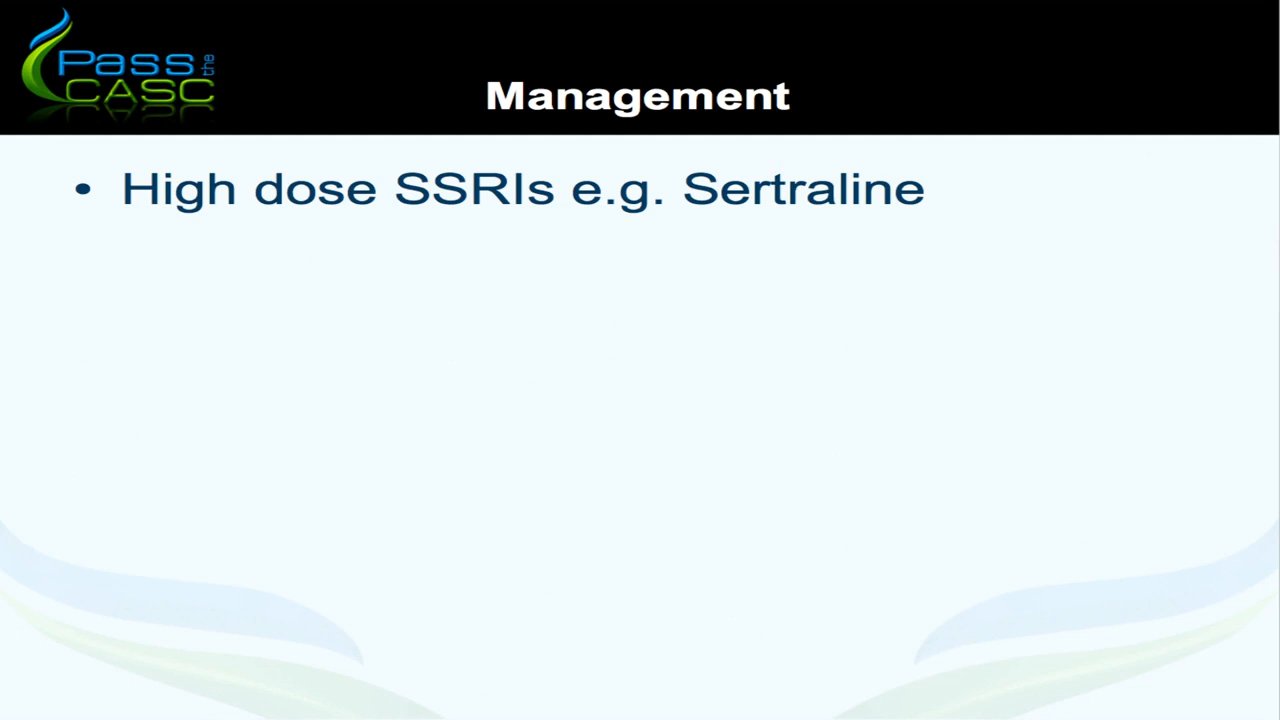 Pass the
CASC
Management
• High dose SSRIs e.g. Sertraline